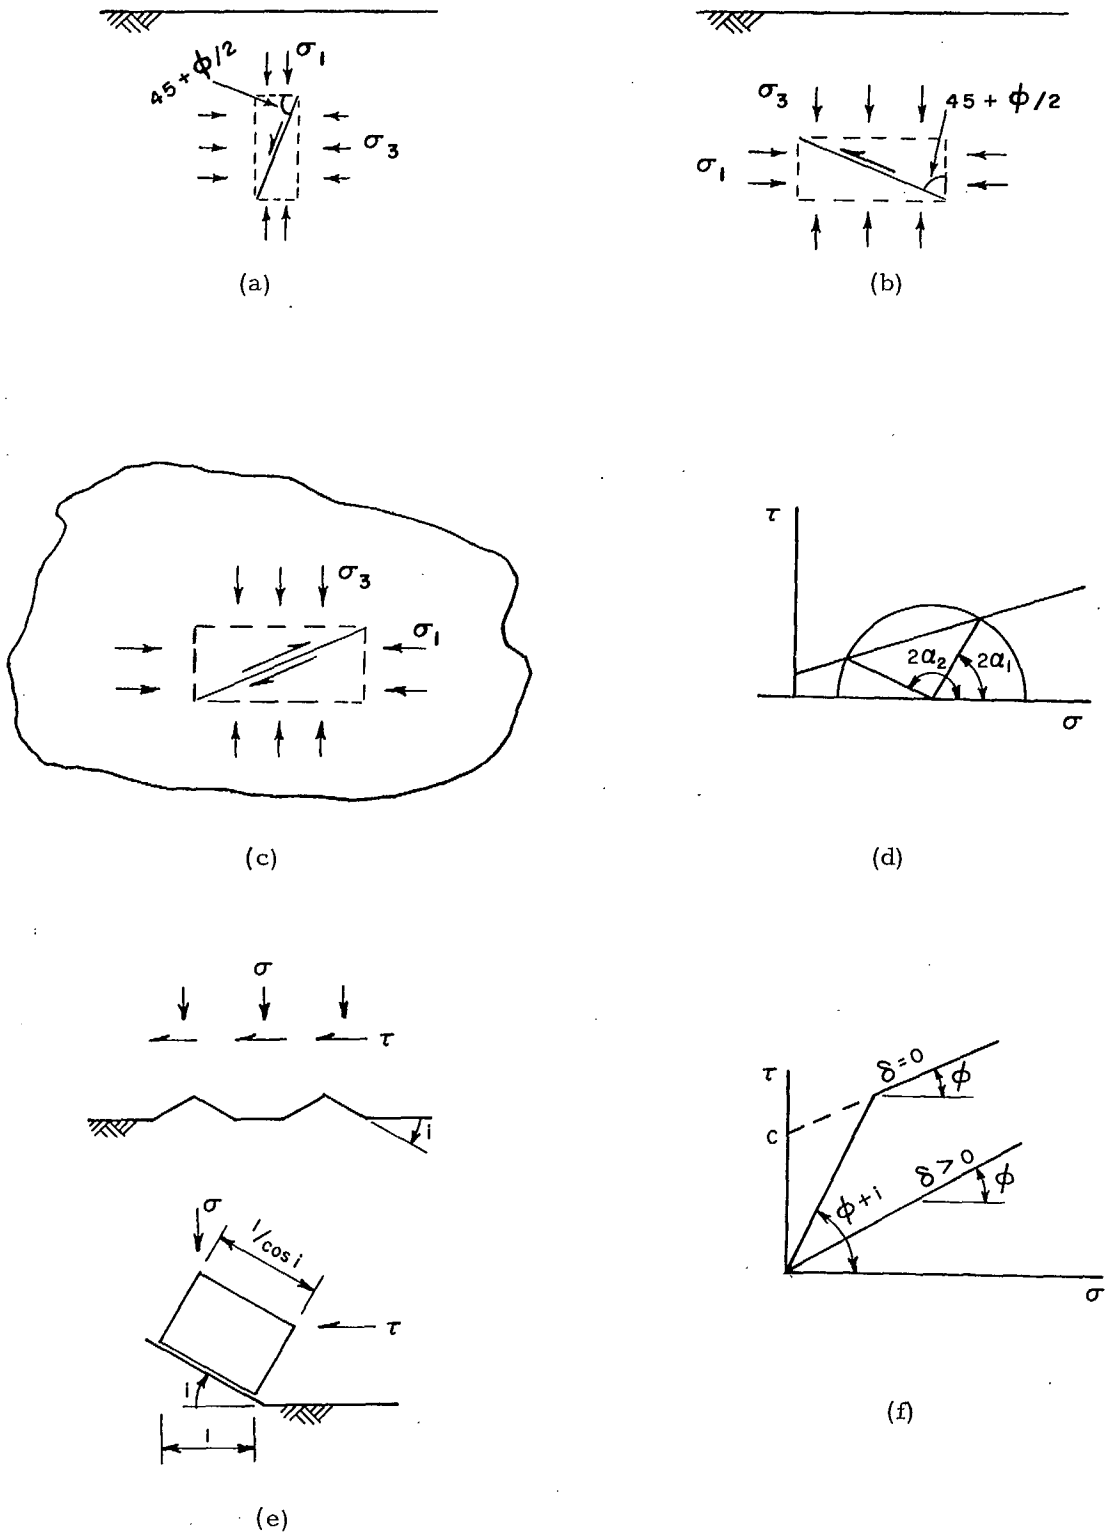 σ₁
45 + ϕ/2
σ₃
(a)
σ₃
45 + ϕ/2
σ₁
(b)
σ₃
σ₁
(c)
τ
2α₂
2α₁
σ
(d)
σ
τ
i
σ
1/cos i
τ
i
1
(e)
τ
δ=0
ϕ
C
δ>0
ϕ
ϕ+i
σ
(f)